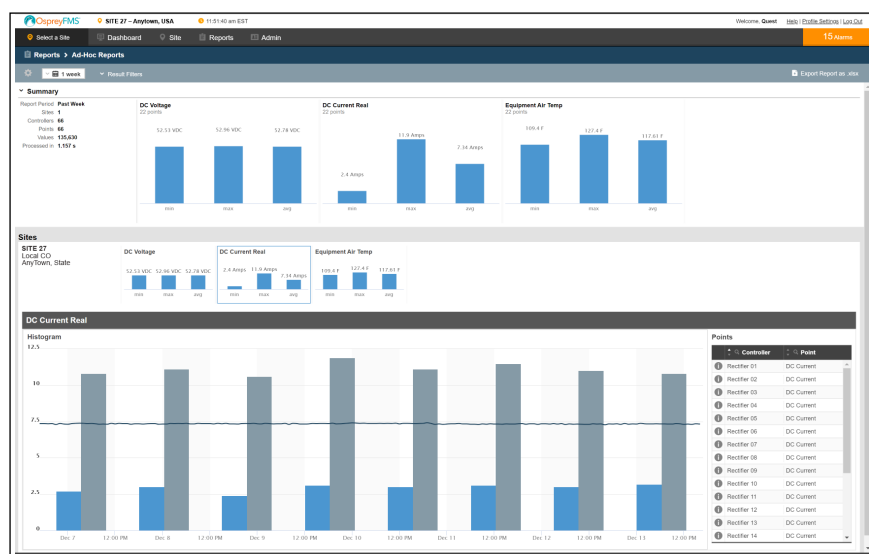 OspreyFMS
SITE 27 – Anytown, USA
11:51:40 am EST
Welcome, Quest Help | Profile Settings | Log Out
Select a Site Dashboard Site Reports Admin 15 Alarms
Reports > Ad-Hoc Reports
1 week Result Filters Export Report as .xlsx
Summary
Report Period Past Week
Sites 1
Controllers 66
Points 66
Values 135,630
Processed in 1.157 s
DC Voltage
22 points
52.53 VDC 52.96 VDC 52.78 VDC
min max avg
DC Current Real
22 points
2.4 Amps 11.9 Amps 7.34 Amps
min max avg
Equipment Air Temp
22 points
109.4 F 127.4 F 117.61 F
min max avg
Sites
SITE 27
Local CO
AnyTown, State
DC Voltage
52.53 VDC 52.96 VDC 52.78 VDC
min max avg
DC Current Real
2.4 Amps 11.9 Amps 7.34 Amps
min max avg
Equipment Air Temp
109.4 F 127.4 F 117.61 F
min max avg
DC Current Real
Histogram
12.5
10
7.5
5
2.5
0
Dec 7 12:00 PM Dec 8 12:00 PM Dec 9 12:00 PM Dec 10 12:00 PM Dec 11 12:00 PM Dec 12 12:00 PM Dec 13 12:00 PM
Points
Controller Point
Rectifier 01 DC Current
Rectifier 02 DC Current
Rectifier 03 DC Current
Rectifier 04 DC Current
Rectifier 05 DC Current
Rectifier 06 DC Current
Rectifier 07 DC Current
Rectifier 08 DC Current
Rectifier 09 DC Current
Rectifier 10 DC Current
Rectifier 11 DC Current
Rectifier 12 DC Current
Rectifier 13 DC Current
Rectifier 14 DC Current